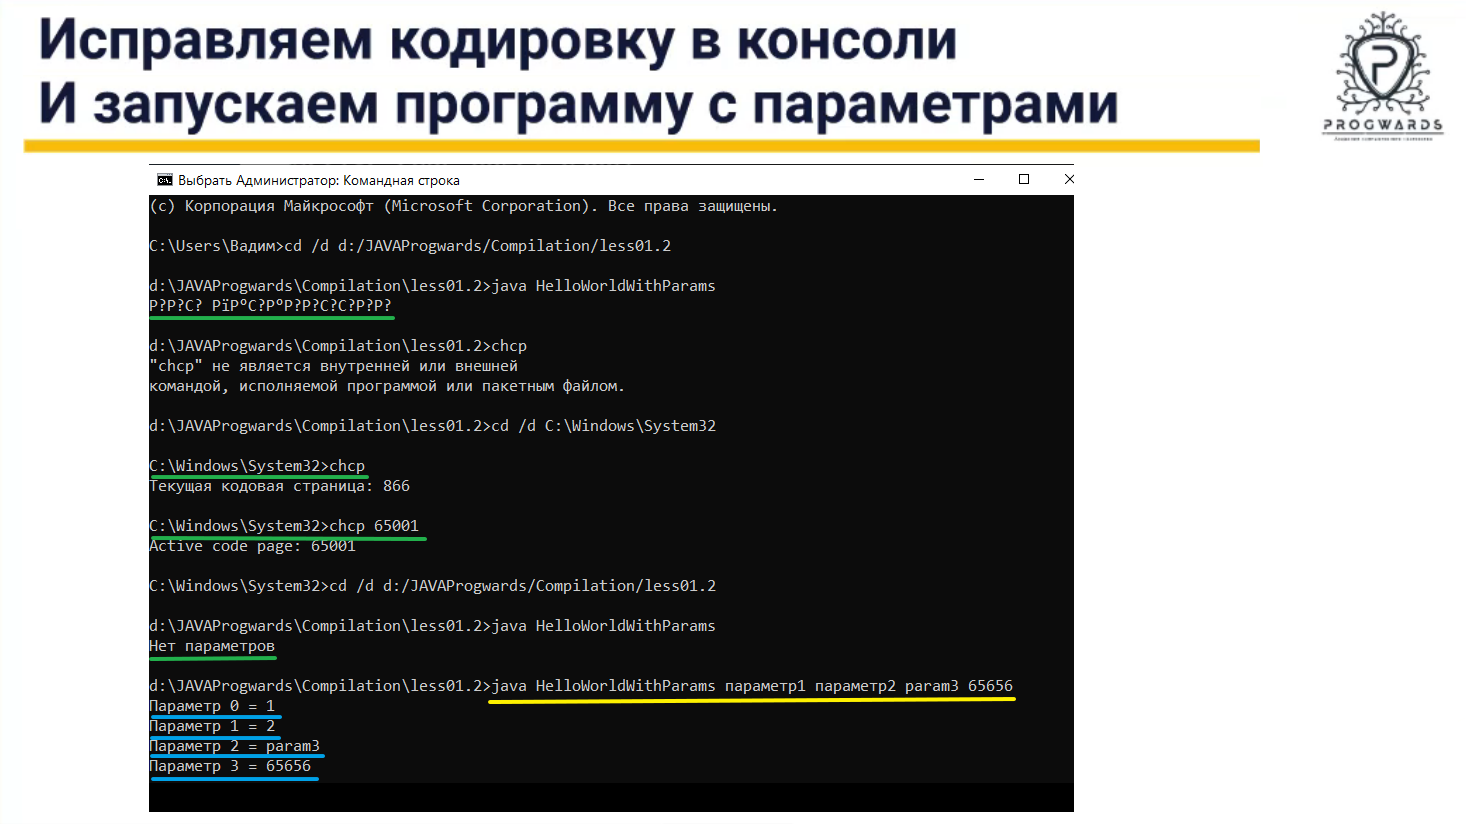 Исправляем кодировку в консоли
И запускаем программу с параметрами
PROGWARDS
Выбрать Администратор: Командная строка
(c) Корпорация Майкрософт (Microsoft Corporation). Все права защищены.
C:\Users\Вадим>cd /d d:/JAVAProgwards/Compilation/less01.2
d:\JAVAProgwards\Compilation\less01.2>java HelloWorldWithParams
Р?Р?С? РїР°С?Р°Р?Р?С?С?Р?Р?
d:\JAVAProgwards\Compilation\less01.2>chcp
"chcp" не является внутренней или внешней
командой, исполняемой программой или пакетным файлом.
d:\JAVAProgwards\Compilation\less01.2>cd /d C:\Windows\System32
C:\Windows\System32>chcp
Текущая кодовая страница: 866
C:\Windows\System32>chcp 65001
Active code page: 65001
C:\Windows\System32>cd /d d:/JAVAProgwards/Compilation/less01.2
d:\JAVAProgwards\Compilation\less01.2>java HelloWorldWithParams
Нет параметров
d:\JAVAProgwards\Compilation\less01.2>java HelloWorldWithParams параметр1 параметр2 param3 65656
Параметр 0 = 1
Параметр 1 = 2
Параметр 2 = param3
Параметр 3 = 65656